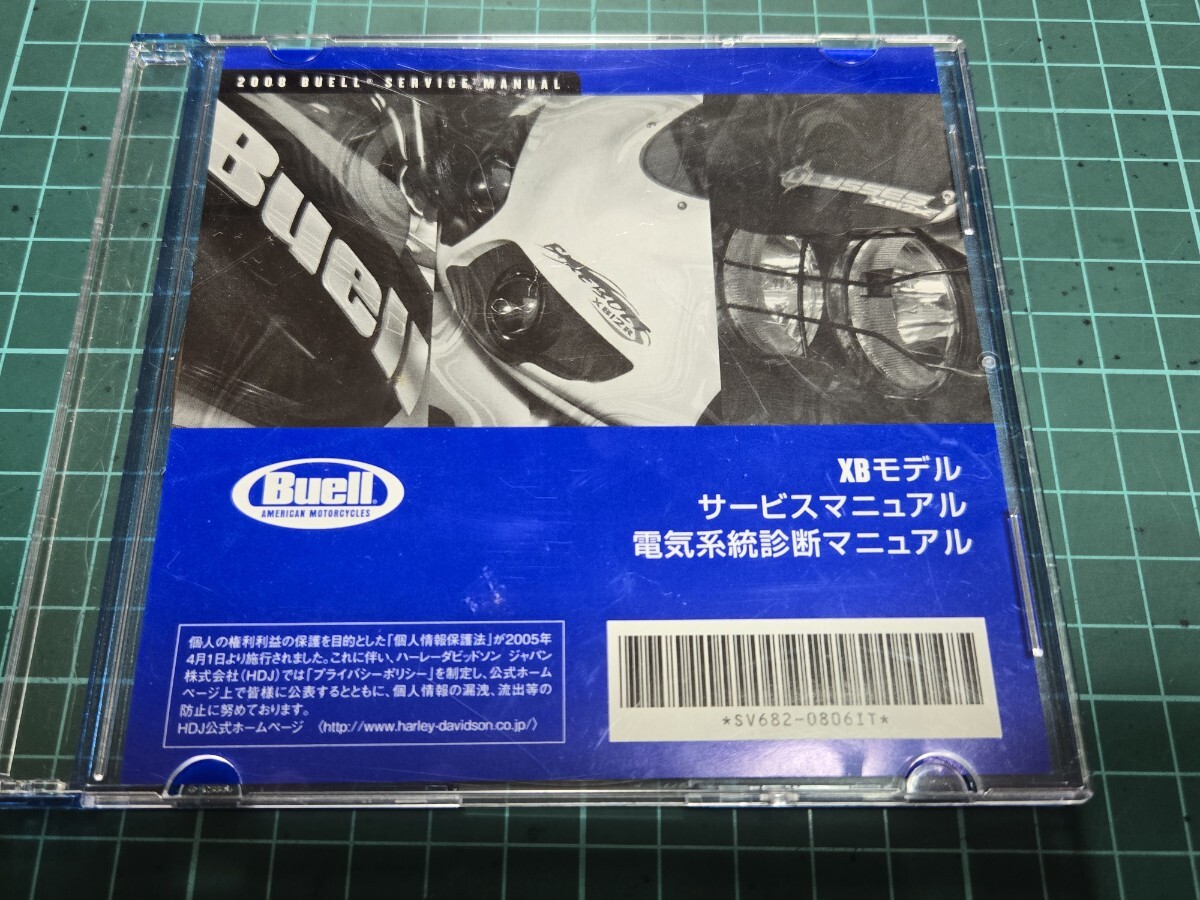 2008 BUELL® SERVICE MANUAL
Buell
FIREBOLT
XB12R
ULYSSES
Buell®
AMERICAN MOTORCYCLES
XBモデル
サービスマニュアル
電気系統診断マニュアル
個人の権利利益の保護を目的とした「個人情報保護法」が2005年
4月1日より施行されました。これに伴い、ハーレーダビッドソン ジャパン
株式会社(HDJ)では「プライバシーポリシー」を制定し、公式ホーム
ページ上で皆様に公表するとともに、個人情報の漏洩、流出等の
防止に努めております。
HDJ公式ホームページ 〈http://www.harley-davidson.co.jp/〉
*SV682-0806IT*